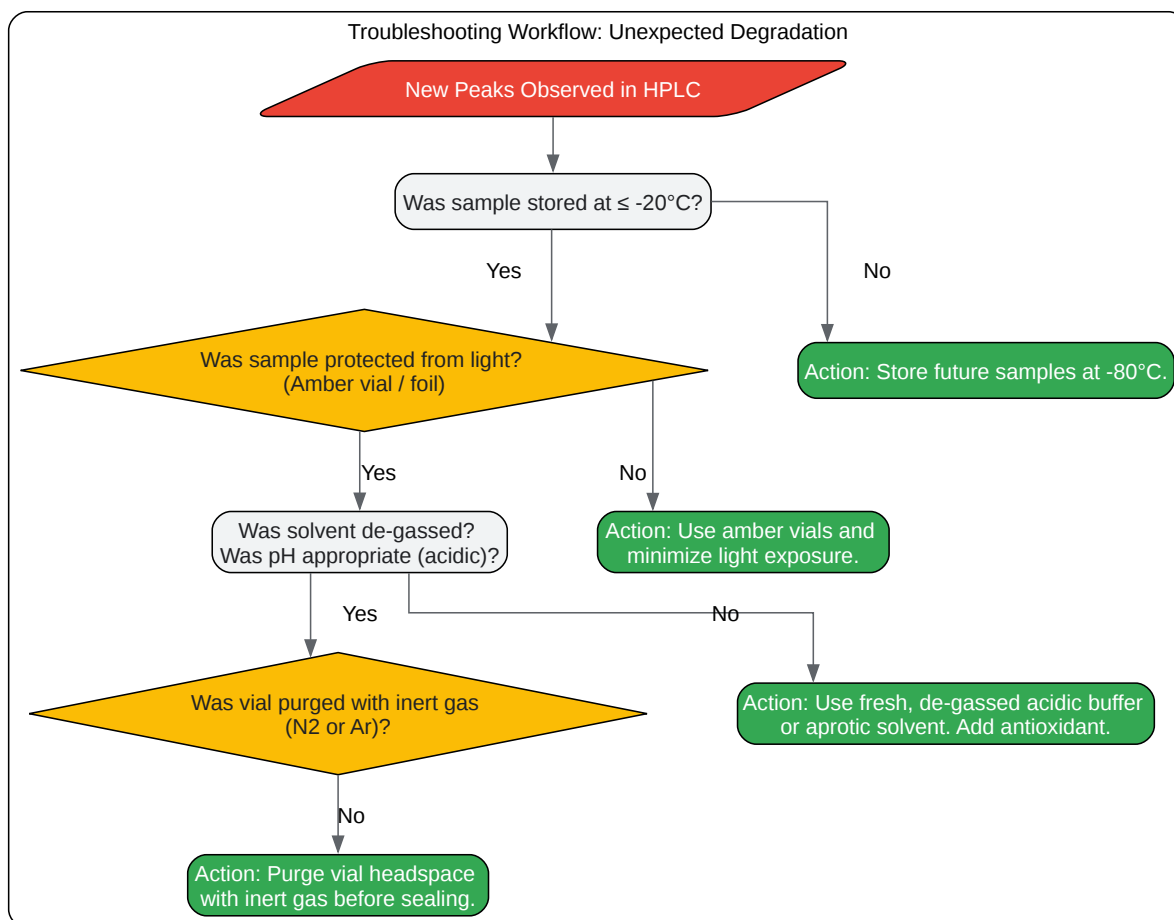 Troubleshooting Workflow: Unexpected Degradation
New Peaks Observed in HPLC
Was sample stored at ≤ -20°C?
Yes
No
Was sample protected from light?
(Amber vial / foil)
Action: Store future samples at -80°C.
Yes
No
Was solvent de-gassed?
Was pH appropriate (acidic)?
Action: Use amber vials and
minimize light exposure.
Yes
No
Was vial purged with inert gas
(N2 or Ar)?
Action: Use fresh, de-gassed acidic buffer
or aprotic solvent. Add antioxidant.
No
Action: Purge vial headspace
with inert gas before sealing.